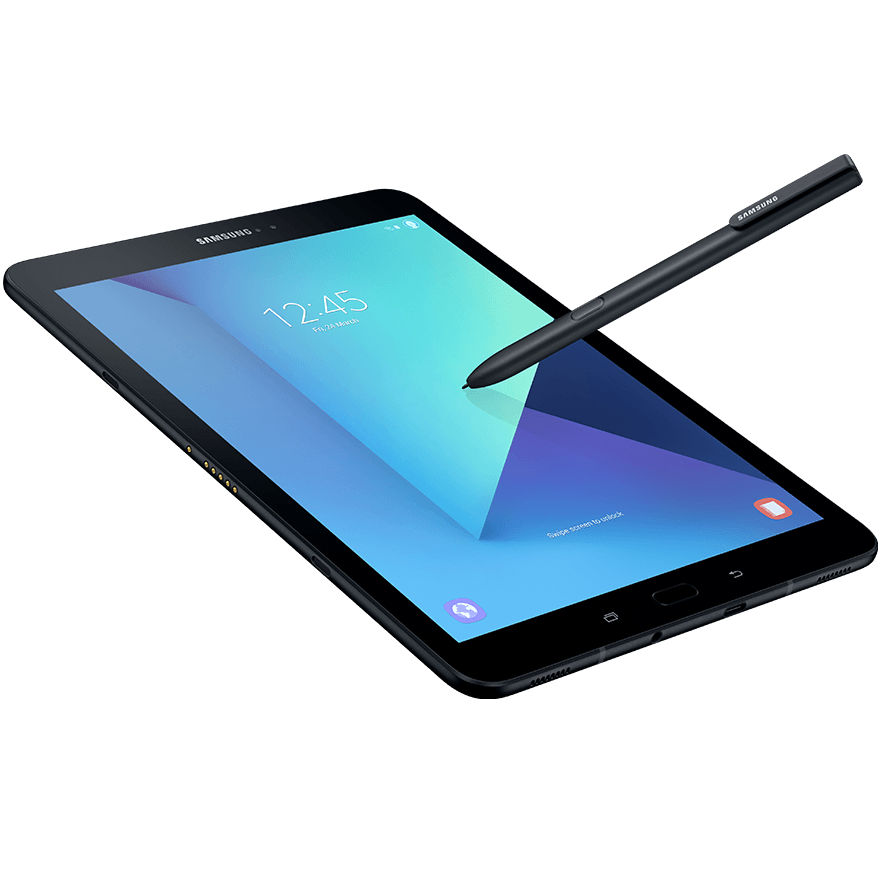 SAMSUNG
SAMSUNG
12:45
Fri, 24 March
Swipe screen to unlock